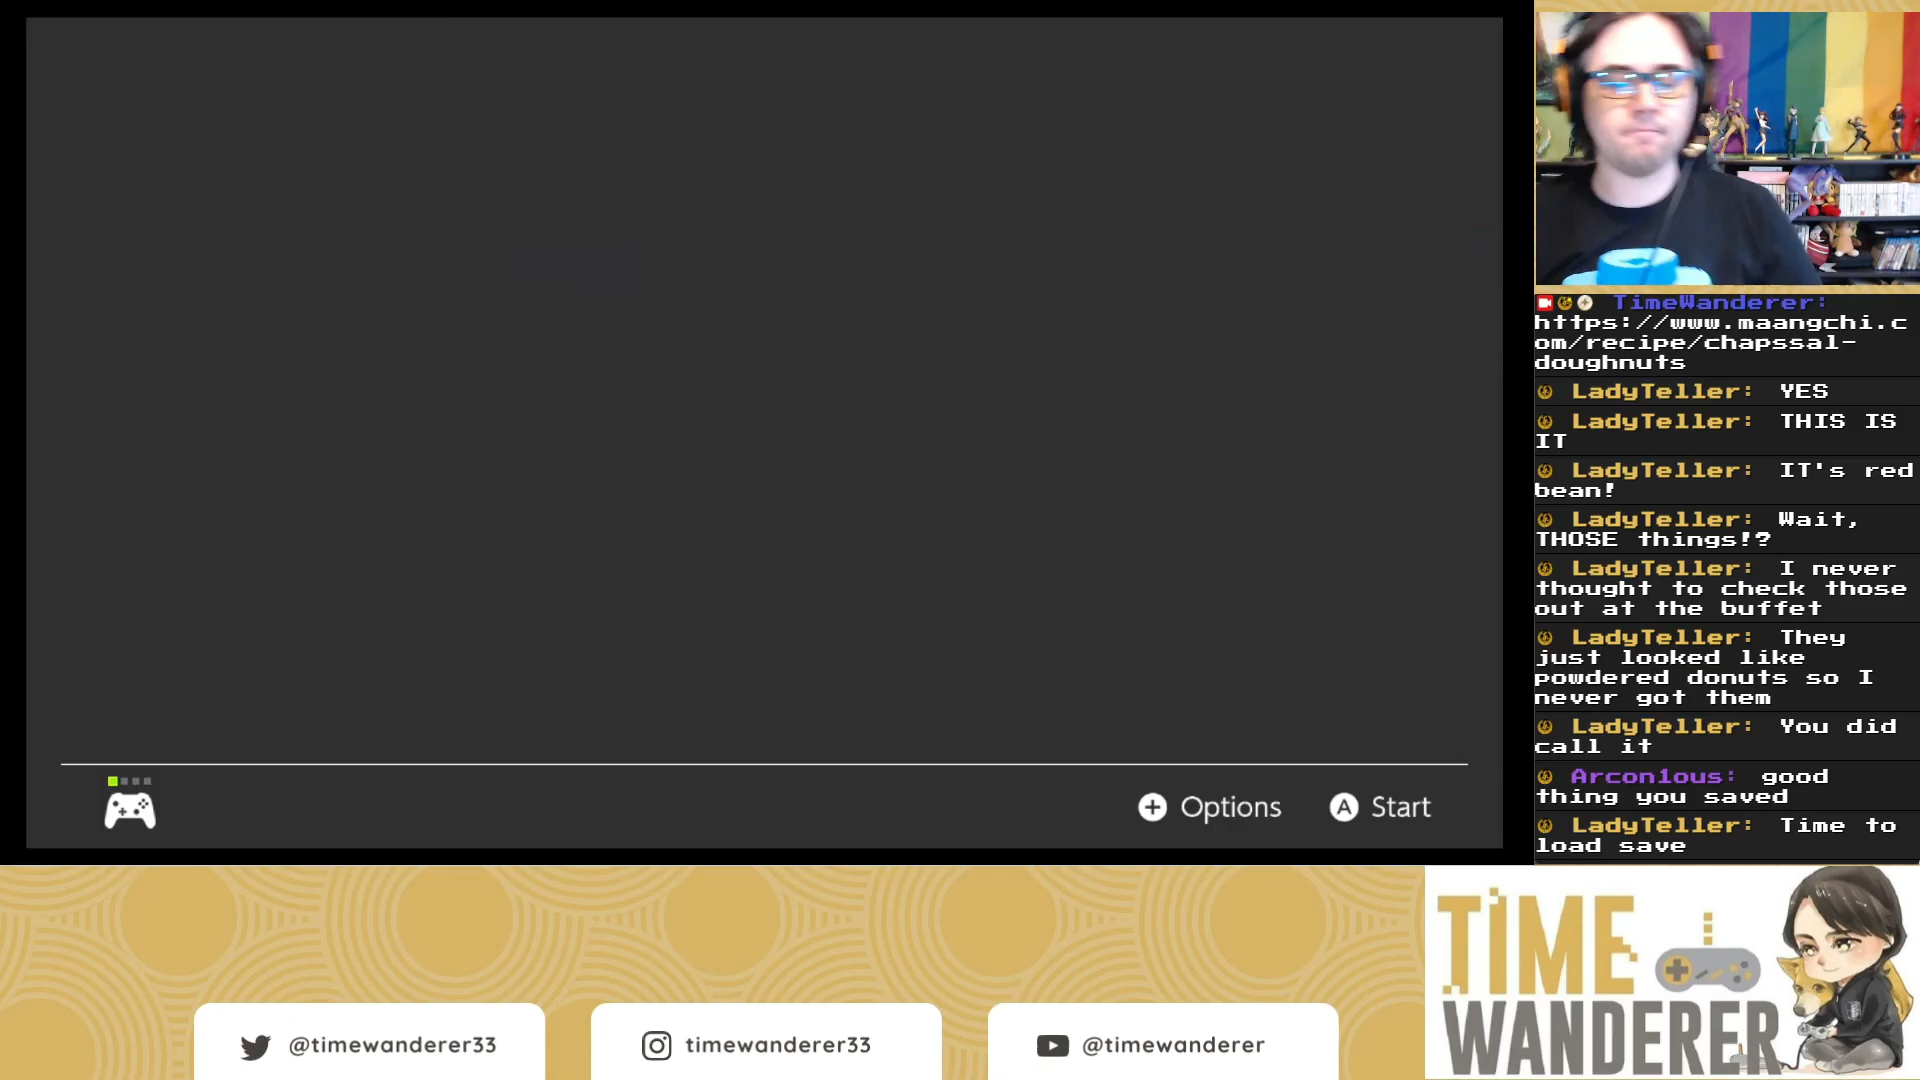 TimeWanderer:
https://www.maangchi.c
om/recipe/chapssal-
doughnuts
LadyTeller: YES
LadyTeller: THIS IS
IT
LadyTeller: IT's red
bean!
LadyTeller: Wait,
THOSE things!?
LadyTeller: I never
thought to check those
out at the buffet
LadyTeller: They
just looked like
powdered donuts so I
never got them
LadyTeller: You did
call it
Arcon1ous: good
thing you saved
LadyTeller: Time to
load save
+ Options
A Start
@timewanderer33
timewanderer33
@timewanderer
TIME
WANDERER